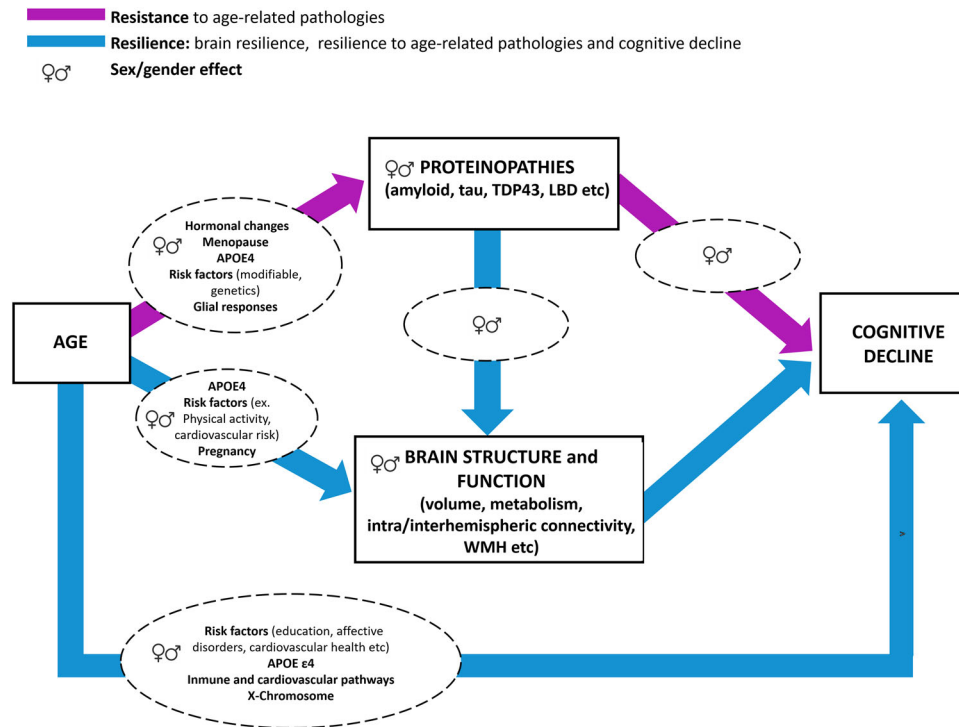 Resistance to age-related pathologies
Resilience: brain resilience, resilience to age-related pathologies and cognitive decline
♀♂ Sex/gender effect
♀♂ PROTEINOPATHIES
(amyloid, tau, TDP43, LBD etc)
Hormonal changes
♀♂ Menopause
APOE4
Risk factors (modifiable,
genetics)
Glial responses
♀♂
♀♂
AGE
COGNITIVE
DECLINE
APOE4
Risk factors (ex.
♀♂ Physical activity,
cardiovascular risk)
Pregnancy
♀♂ BRAIN STRUCTURE and
FUNCTION
(volume, metabolism,
intra/interhemispheric connectivity,
WMH etc)
Risk factors (education, affective
♀♂ disorders, cardiovascular health etc)
APOE ε4
Inmune and cardiovascular pathways
X-Chromosome